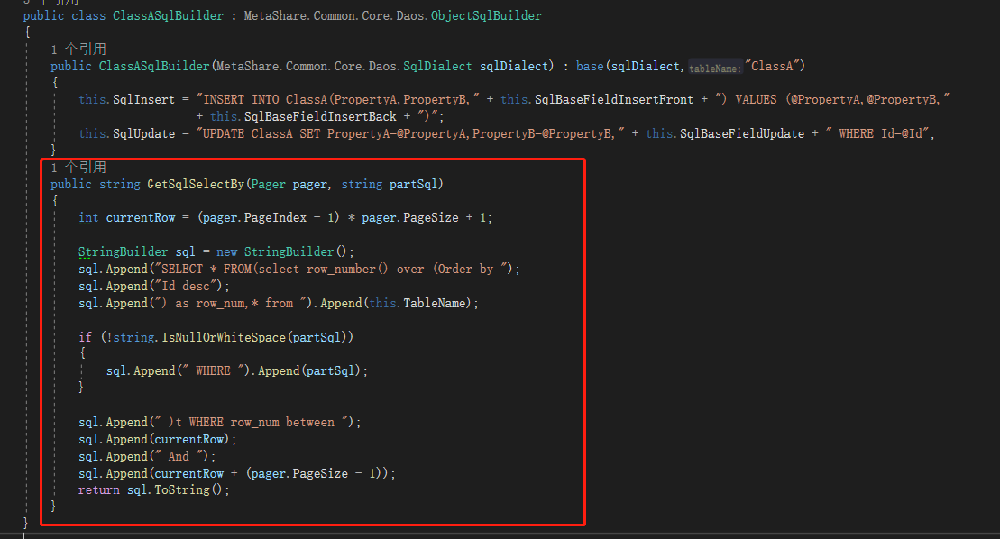 public class ClassASqlBuilder : MetaShare.Common.Core.Daos.ObjectSqlBuilder
{
1 个引用
public ClassASqlBuilder(MetaShare.Common.Core.Daos.SqlDialect sqlDialect) : base(sqlDialect, tableName: "ClassA")
{
this.SqlInsert = "INSERT INTO ClassA(PropertyA,PropertyB," + this.SqlBaseFieldInsertFront + ") VALUES (@PropertyA,@PropertyB,"
+ this.SqlBaseFieldInsertBack + ")";
this.SqlUpdate = "UPDATE ClassA SET PropertyA=@PropertyA,PropertyB=@PropertyB," + this.SqlBaseFieldUpdate + " WHERE Id=@Id";
}
1 个引用
public string GetSqlSelectBy(Pager pager, string partSql)
{
int currentRow = (pager.PageIndex - 1) * pager.PageSize + 1;
StringBuilder sql = new StringBuilder();
sql.Append("SELECT * FROM(select row_number() over (Order by ");
sql.Append("Id desc");
sql.Append(") as row_num,* from ").Append(this.TableName);
if (!string.IsNullOrWhiteSpace(partSql))
{
sql.Append(" WHERE ").Append(partSql);
}
sql.Append(" )t WHERE row_num between ");
sql.Append(currentRow);
sql.Append(" And ");
sql.Append(currentRow + (pager.PageSize - 1));
return sql.ToString();
}
}